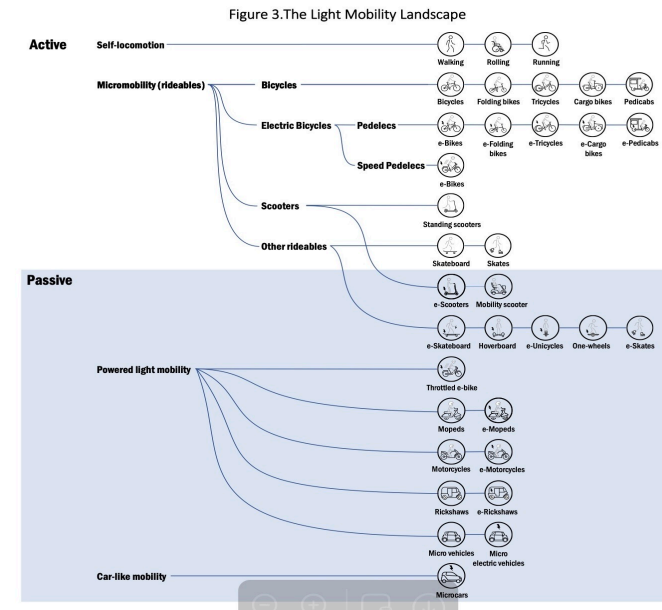 Figure 3.The Light Mobility Landscape
Active
Self-locomotion
Walking Rolling Running
Micromobility (rideables)
Bicycles
Bicycles Folding bikes Tricycles Cargo bikes Pedicabs
Electric Bicycles Pedelecs
e-Bikes e-Folding e-Tricycles e-Cargo e-Pedicabs
bikes bikes
Speed Pedelecs
e-Bikes
Scooters
Standing scooters
Other rideables
Skateboard Skates
Passive
e-Scooters Mobility scooter
e-Skateboard Hoverboard e-Unicycles One-wheels e-Skates
Powered light mobility
Throttled e-bike
Mopeds e-Mopeds
Motorcycles e-Motorcycles
Rickshaws e-Rickshaws
Micro vehicles Micro
electric vehicles
Car-like mobility
Microcars